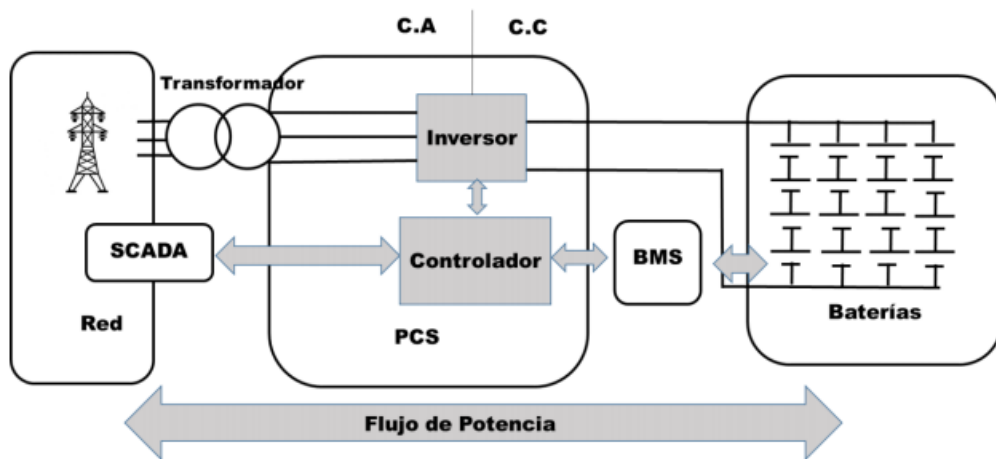 C.A
C.C
Transformador
Inversor
SCADA
Controlador
BMS
Red
PCS
Baterías
Flujo de Potencia